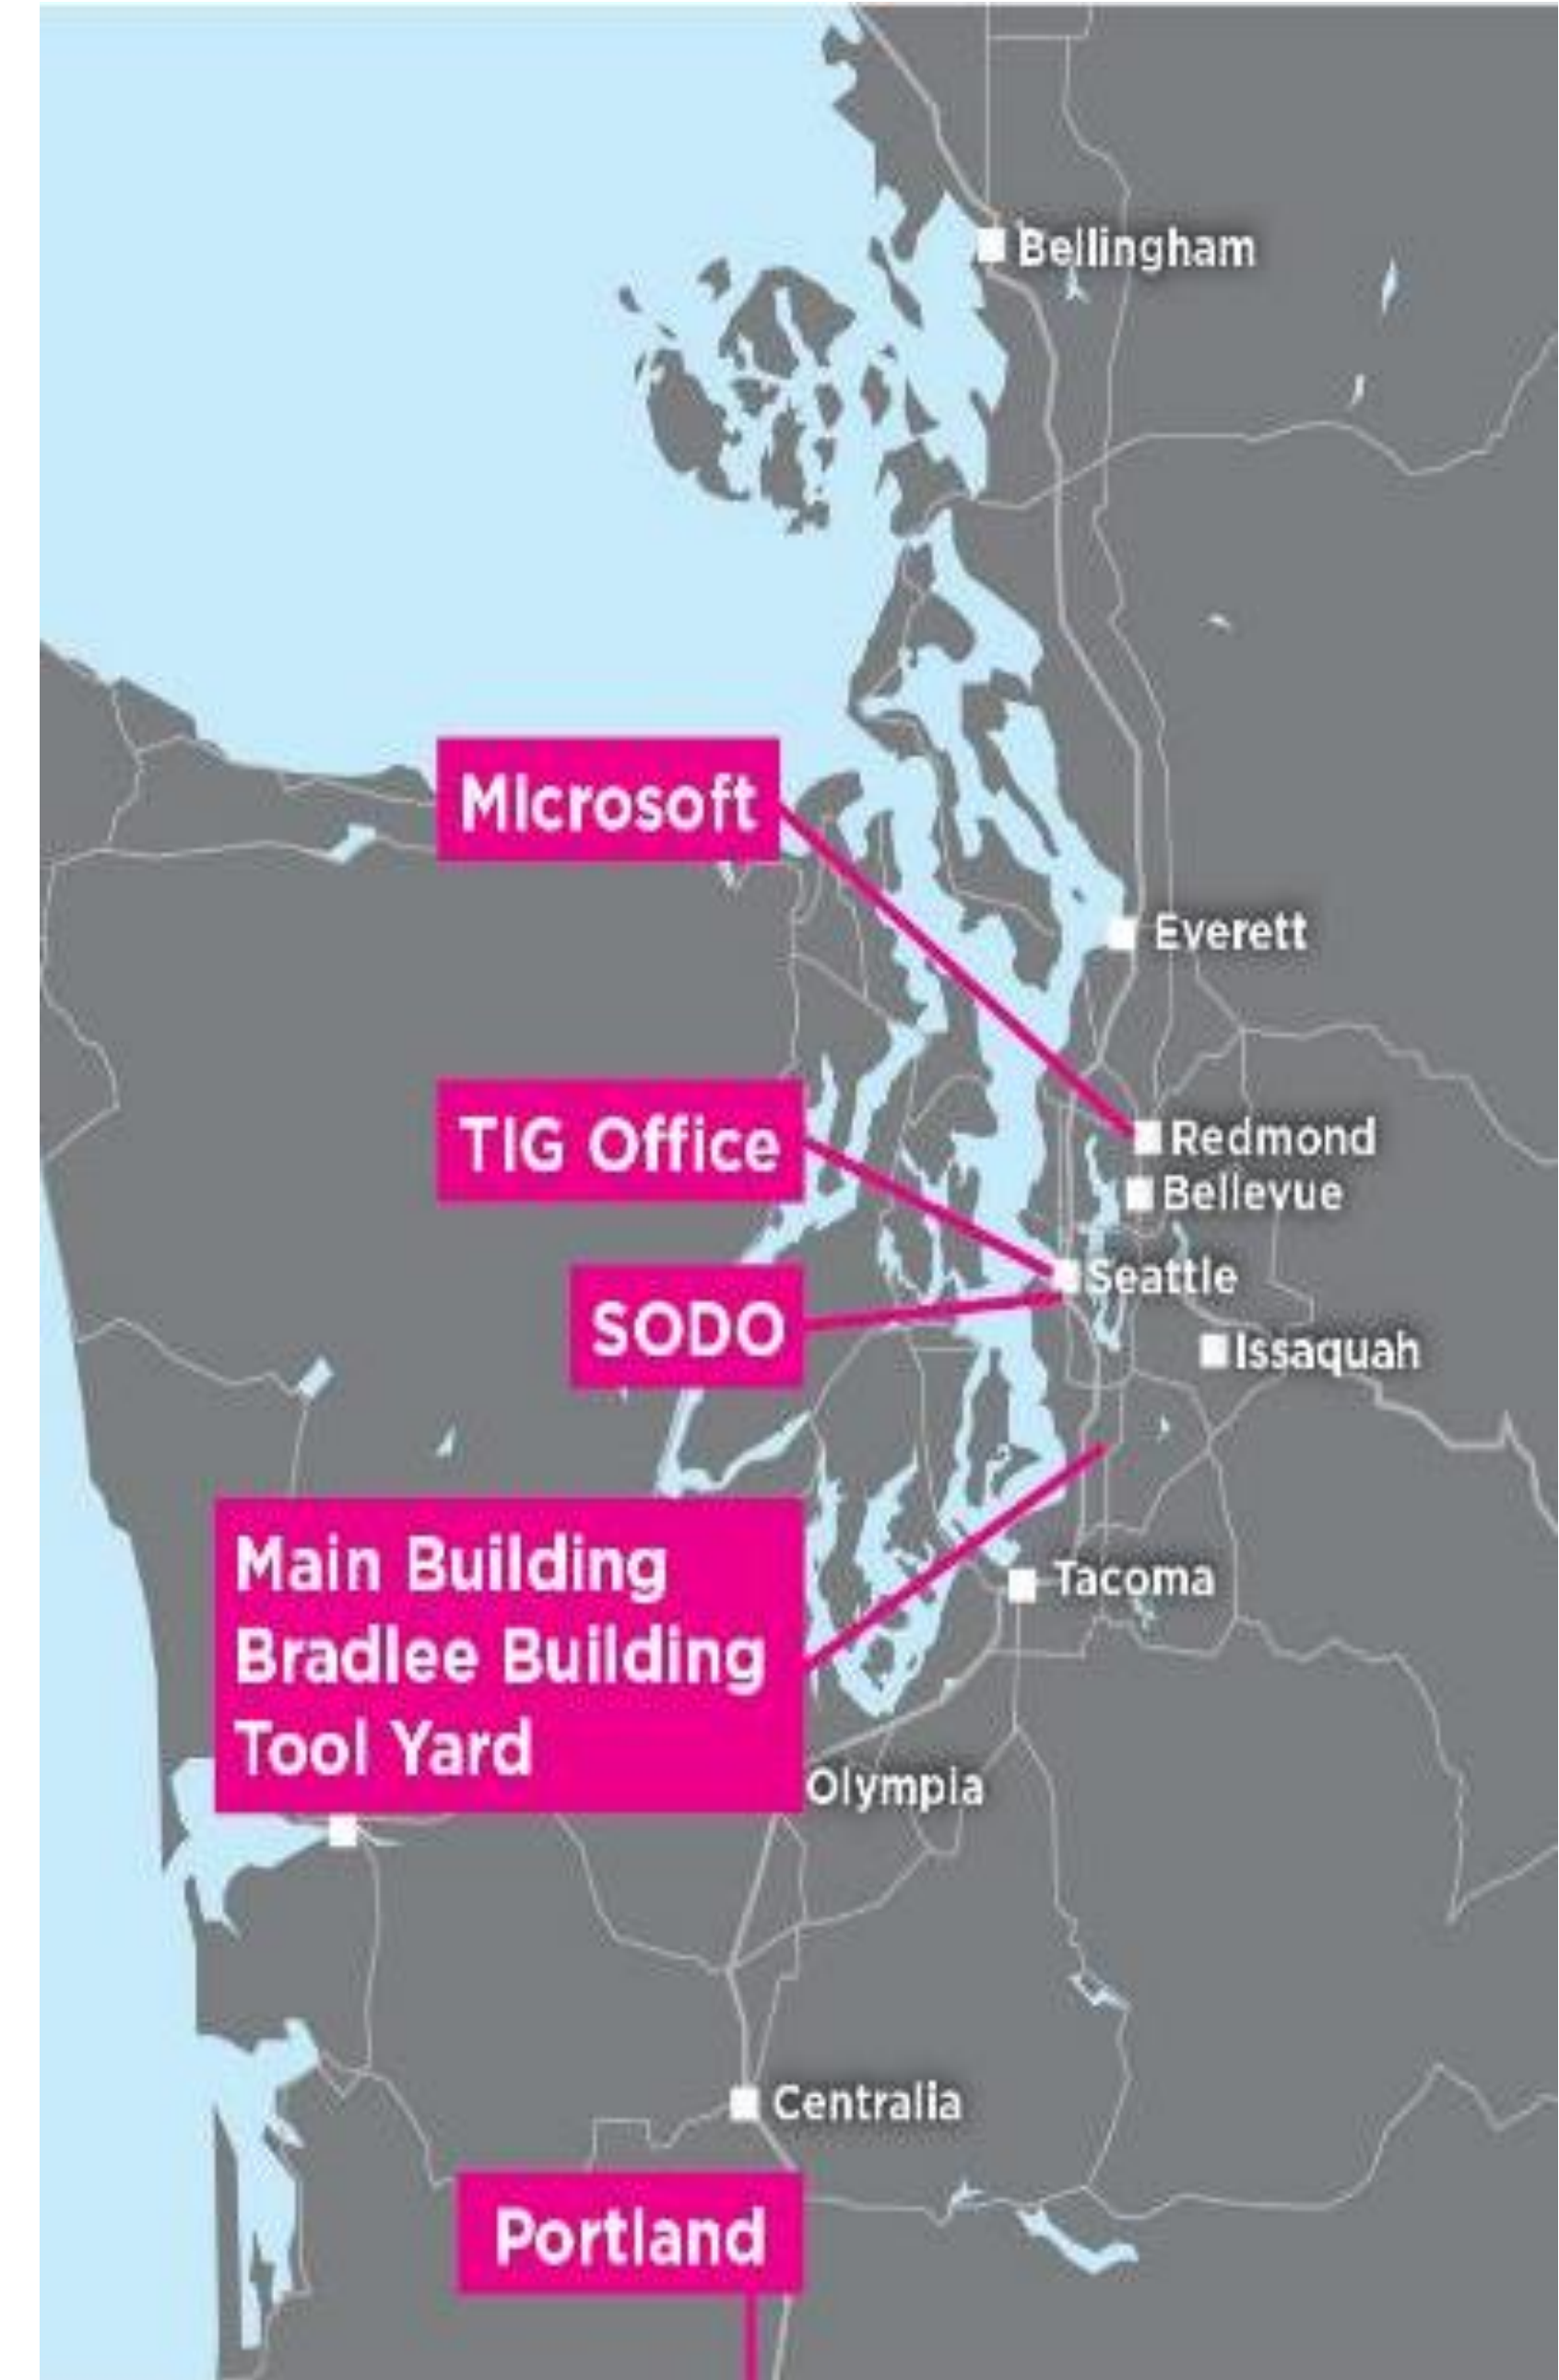 Bellingham
MIcrosoft
Everett
TIG Office
Redmond
Bellevue
Seattle
SODO
Issaquah
Main Building
Bradlee Building
Tool Yard
Tacoma
Olympia
Centralia
Portland